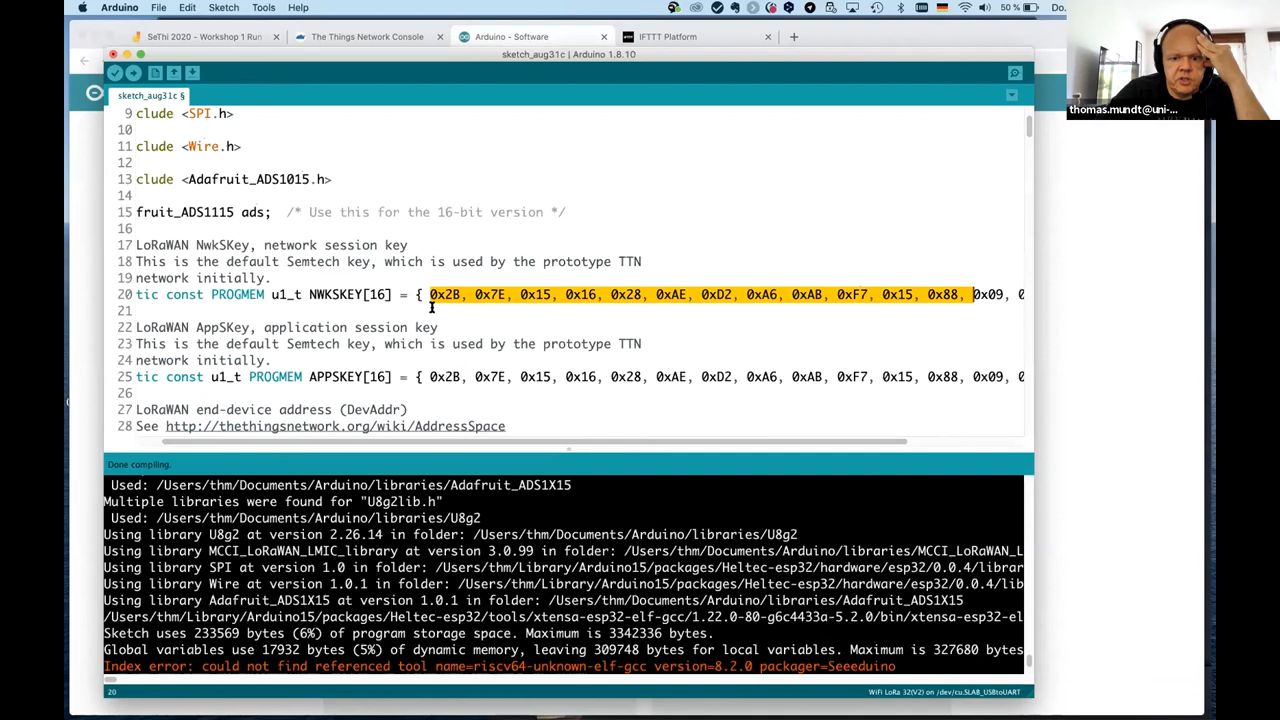 Arduino File Edit Sketch Tools Help 50 % Do.
SeThi 2020 – Workshop 1 Run × The Things Network Console × Arduino - Software × IFTTT Platform × +
sketch_aug31c | Arduino 1.8.10
sketch_aug31c §
thomas.mundt@uni-...
9 clude <SPI.h>
10
11 clude <Wire.h>
12
13 clude <Adafruit_ADS1015.h>
14
15 fruit_ADS1115 ads;  /* Use this for the 16-bit version */
16
17 LoRaWAN NwkSKey, network session key
18 This is the default Semtech key, which is used by the prototype TTN
19 network initially.
20 tic const PROGMEM u1_t NWKSKEY[16] = { 0x2B, 0x7E, 0x15, 0x16, 0x28, 0xAE, 0xD2, 0xA6, 0xAB, 0xF7, 0x15, 0x88, 0x09, 0
21
22 LoRaWAN AppSKey, application session key
23 This is the default Semtech key, which is used by the prototype TTN
24 network initially.
25 tic const u1_t PROGMEM APPSKEY[16] = { 0x2B, 0x7E, 0x15, 0x16, 0x28, 0xAE, 0xD2, 0xA6, 0xAB, 0xF7, 0x15, 0x88, 0x09, 0
26
27 LoRaWAN end-device address (DevAddr)
28 See http://thethingsnetwork.org/wiki/AddressSpace
Done compiling.
Used: /Users/thm/Documents/Arduino/libraries/Adafruit_ADS1X15
Multiple libraries were found for "U8g2lib.h"
Used: /Users/thm/Documents/Arduino/libraries/U8g2
Using library U8g2 at version 2.26.14 in folder: /Users/thm/Documents/Arduino/libraries/U8g2
Using library MCCI_LoRaWAN_LMIC_library at version 3.0.99 in folder: /Users/thm/Documents/Arduino/libraries/MCCI_LoRaWAN_L
Using library SPI at version 1.0 in folder: /Users/thm/Library/Arduino15/packages/Heltec-esp32/hardware/esp32/0.0.4/librar
Using library Wire at version 1.0.1 in folder: /Users/thm/Library/Arduino15/packages/Heltec-esp32/hardware/esp32/0.0.4/lib
Using library Adafruit_ADS1X15 at version 1.0.1 in folder: /Users/thm/Documents/Arduino/libraries/Adafruit_ADS1X15
/Users/thm/Library/Arduino15/packages/Heltec-esp32/tools/xtensa-esp32-elf-gcc/1.22.0-80-g6c4433a-5.2.0/bin/xtensa-esp32-el
Sketch uses 233569 bytes (6%) of program storage space. Maximum is 3342336 bytes.
Global variables use 17932 bytes (5%) of dynamic memory, leaving 309748 bytes for local variables. Maximum is 327680 bytes
Index error: could not find referenced tool name=riscv64-unknown-elf-gcc version=8.2.0 packager=Seeeduino
20 WiFi LoRa 32(V2) on /dev/cu.SLAB_USBtoUART